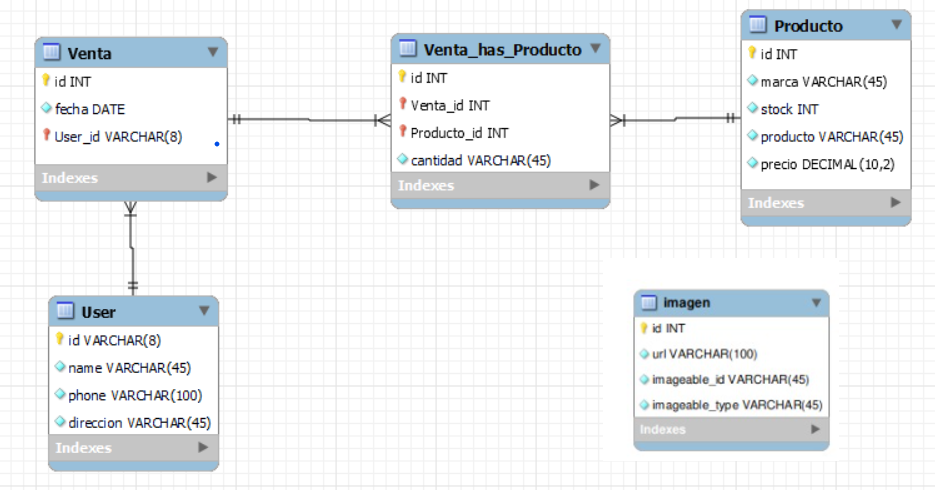 Venta
id INT
fecha DATE
User_id VARCHAR(8)
Indexes
Venta_has_Producto
id INT
Venta_id INT
Producto_id INT
cantidad VARCHAR(45)
Indexes
Producto
id INT
marca VARCHAR(45)
stock INT
producto VARCHAR(45)
precio DECIMAL(10,2)
Indexes
User
id VARCHAR(8)
name VARCHAR(45)
phone VARCHAR(100)
direccion VARCHAR(45)
Indexes
imagen
id INT
url VARCHAR(100)
imageable_id VARCHAR(45)
imageable_type VARCHAR(45)
Indexes